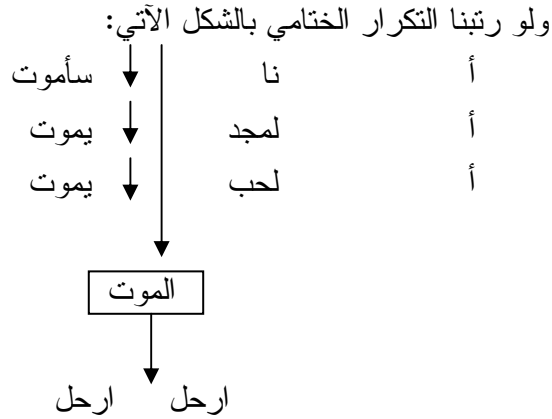 ولو رتبنا التكرار الختامي بالشكل الآتي:
أ نا سأموت
أ لمجد يموت
أ لحب يموت
الموت
ارحل ارحل